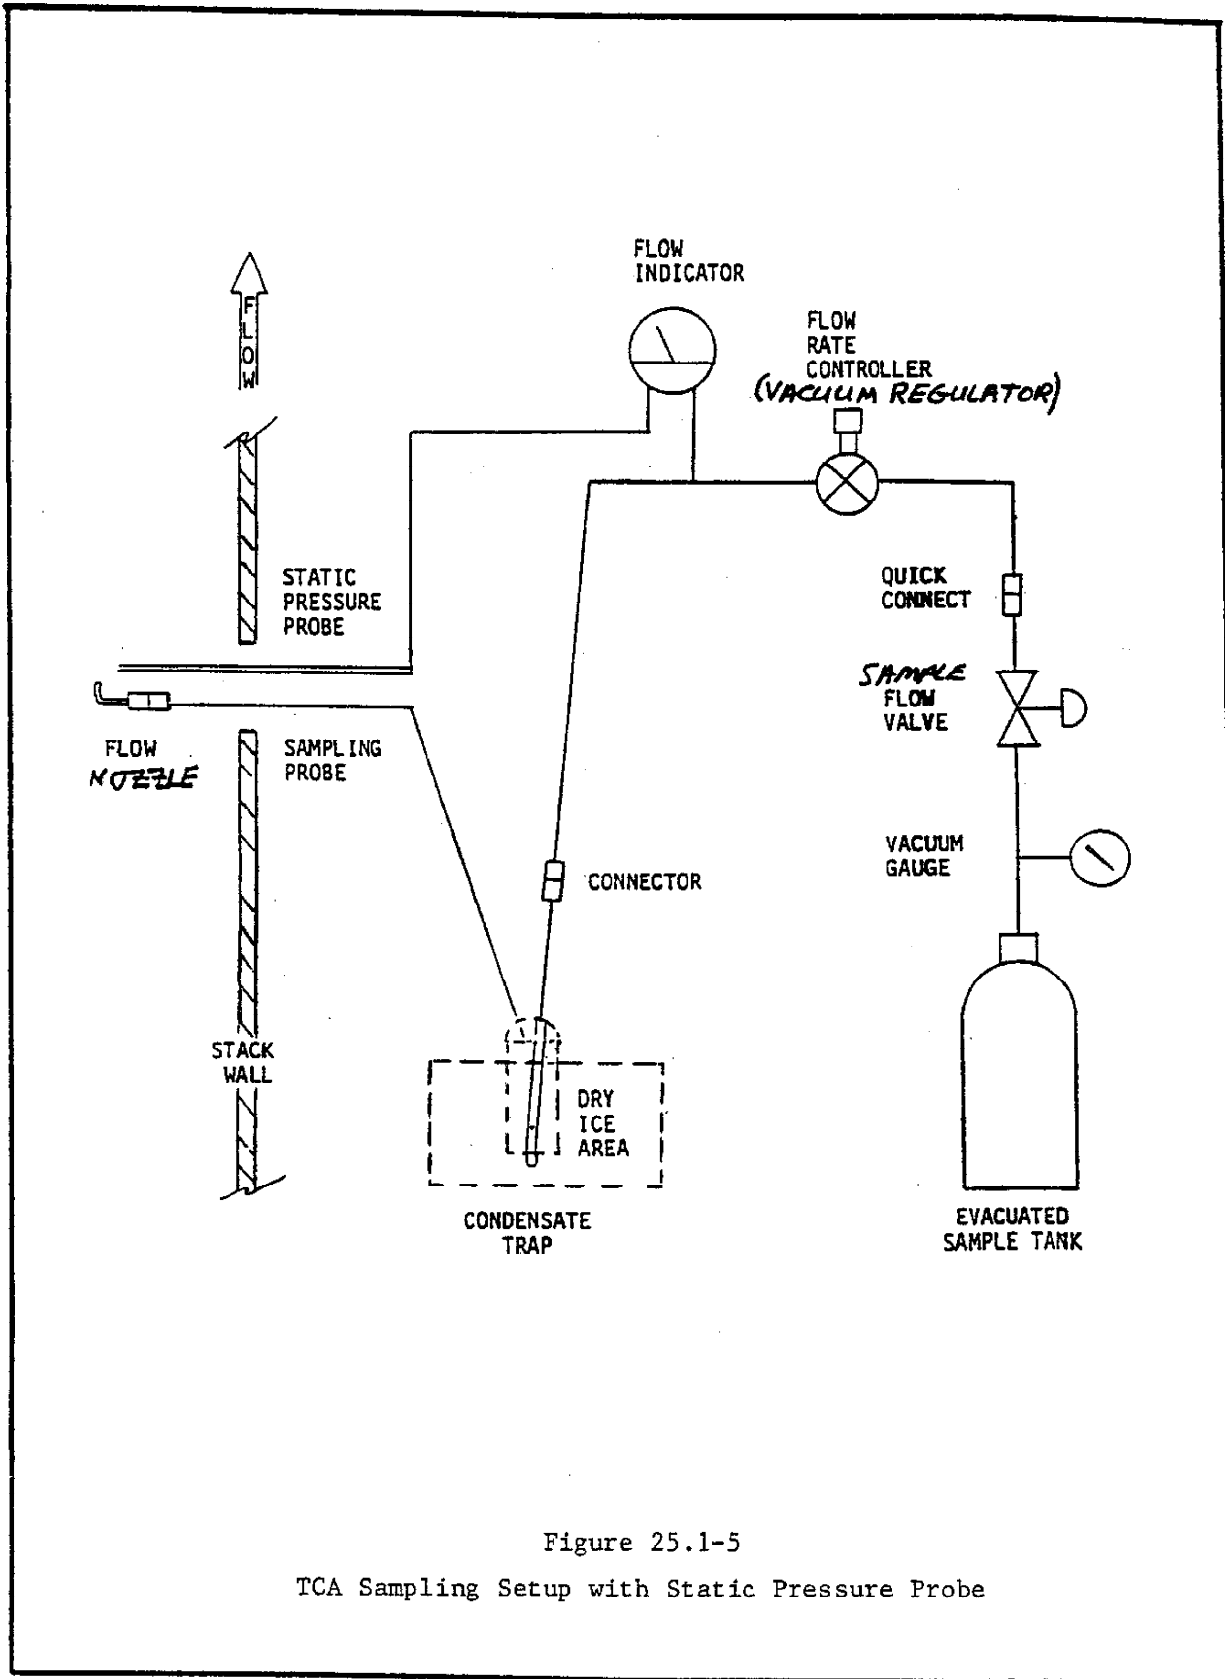 FLOW
INDICATOR
FLOW
RATE
CONTROLLER
(VACUUM REGULATOR)
FLOW
STATIC
PRESSURE
PROBE
QUICK
CONNECT
SAMPLE
FLOW
VALVE
FLOW
NOZZLE
SAMPLING
PROBE
VACUUM
GAUGE
CONNECTOR
STACK
WALL
DRY
ICE
AREA
CONDENSATE
TRAP
EVACUATED
SAMPLE TANK
Figure 25.1-5
TCA Sampling Setup with Static Pressure Probe